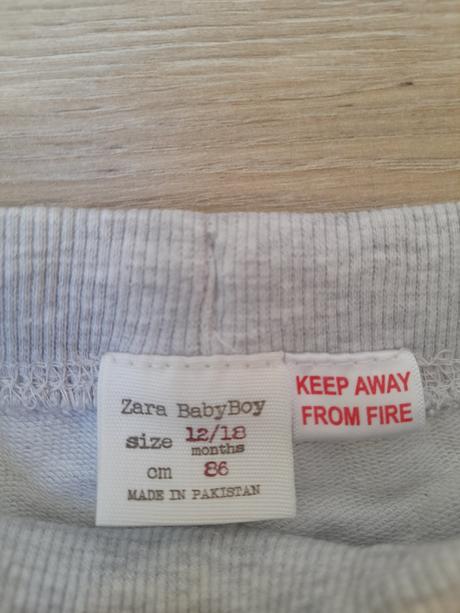 Zara BabyBoy
size 12/18
months
cm 86
MADE IN PAKISTAN
KEEP AWAY
FROM FIRE